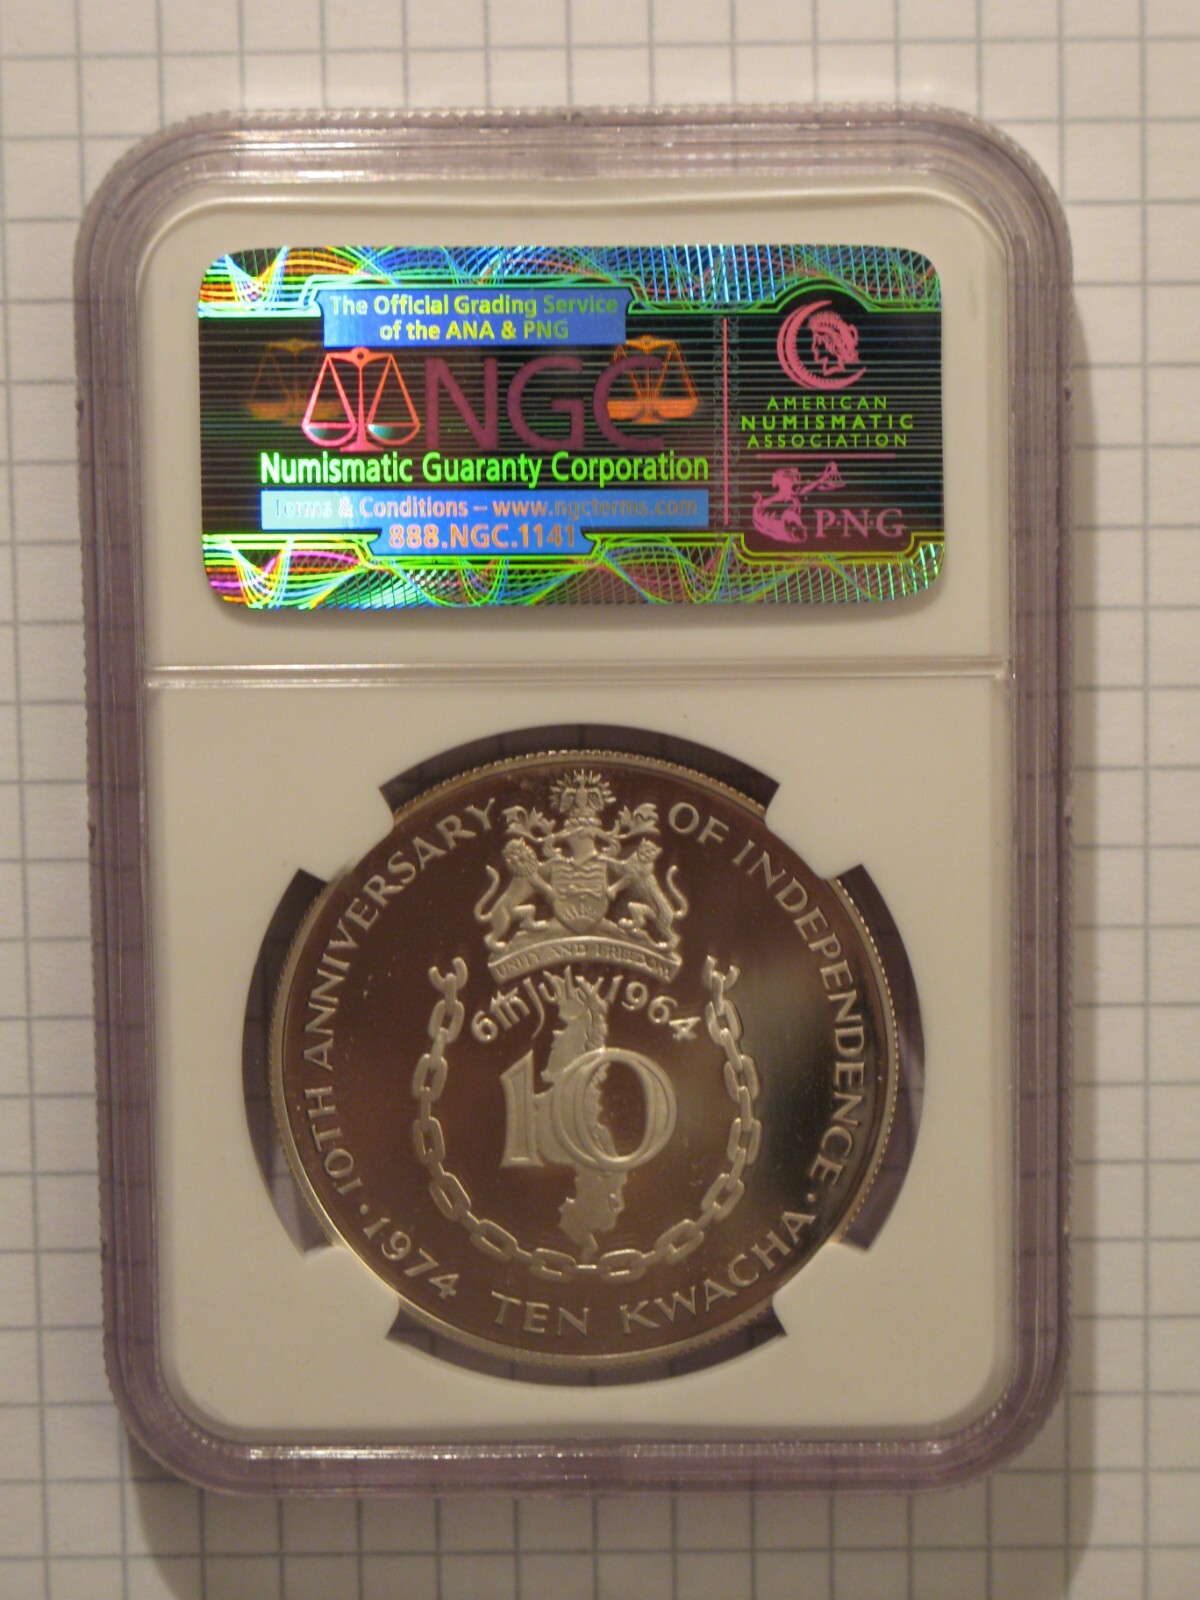 The Official Grading Service
of the ANA & PNG
NGC
Numismatic Guaranty Corporation
Terms & Conditions – www.ngcterms.com
888.NGC.1141
AMERICAN
NUMISMATIC
ASSOCIATION
P·N·G
10TH ANNIVERSARY OF INDEPENDENCE
UNITY AND FREEDOM
6th July 1964
10
· 1974 TEN KWACHA ·